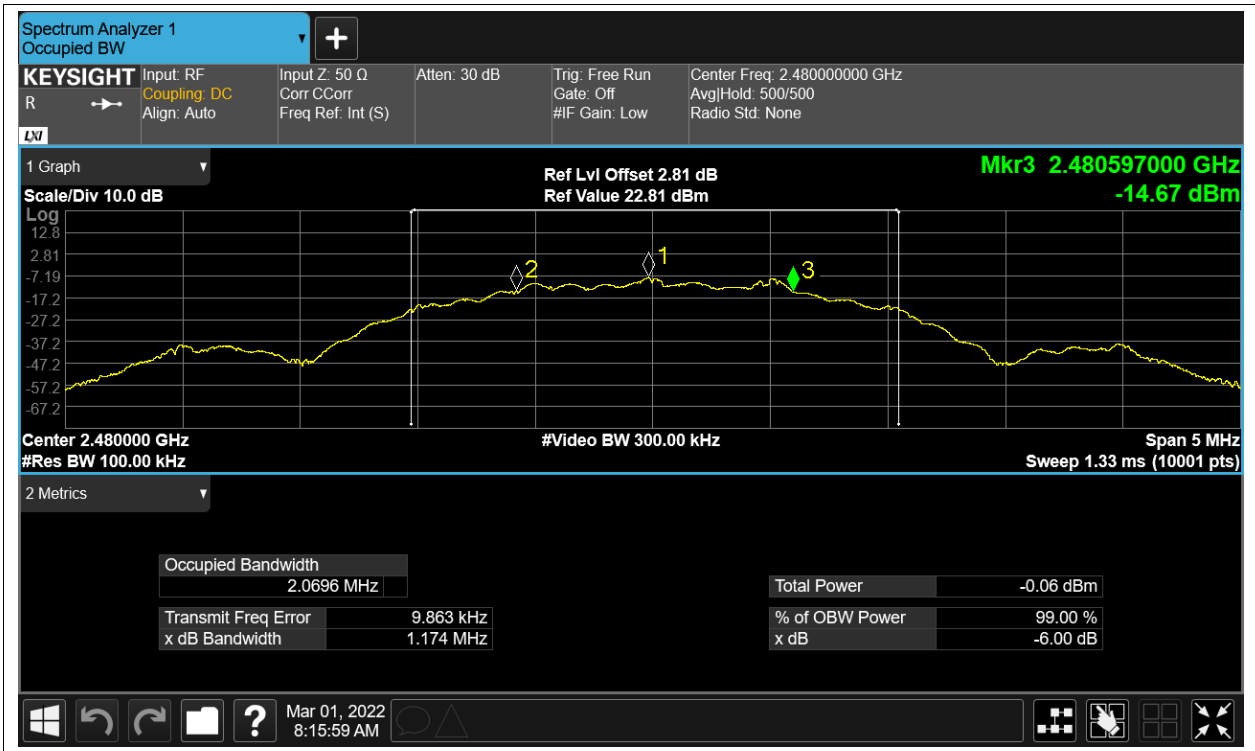 Spectrum Analyzer 1
Occupied BW
KEYSIGHT
R
LXI
Input: RF
Coupling: DC
Align: Auto
Input Z: 50 Ω
Corr CCorr
Freq Ref: Int (S)
Atten: 30 dB
Trig: Free Run
Gate: Off
#IF Gain: Low
Center Freq: 2.480000000 GHz
Avg|Hold: 500/500
Radio Std: None
1 Graph
Scale/Div 10.0 dB
Ref Lvl Offset 2.81 dB
Ref Value 22.81 dBm
Mkr3 2.480597000 GHz
-14.67 dBm
Log
12.8
2.81
-7.19
-17.2
-27.2
-37.2
-47.2
-57.2
-67.2
2
1
3
Center 2.480000 GHz
#Res BW 100.00 kHz
#Video BW 300.00 kHz
Span 5 MHz
Sweep 1.33 ms (10001 pts)
2 Metrics
Occupied Bandwidth
2.0696 MHz
Transmit Freq Error 9.863 kHz
x dB Bandwidth 1.174 MHz
Total Power -0.06 dBm
% of OBW Power 99.00 %
x dB -6.00 dB
?
Mar 01, 2022
8:15:59 AM